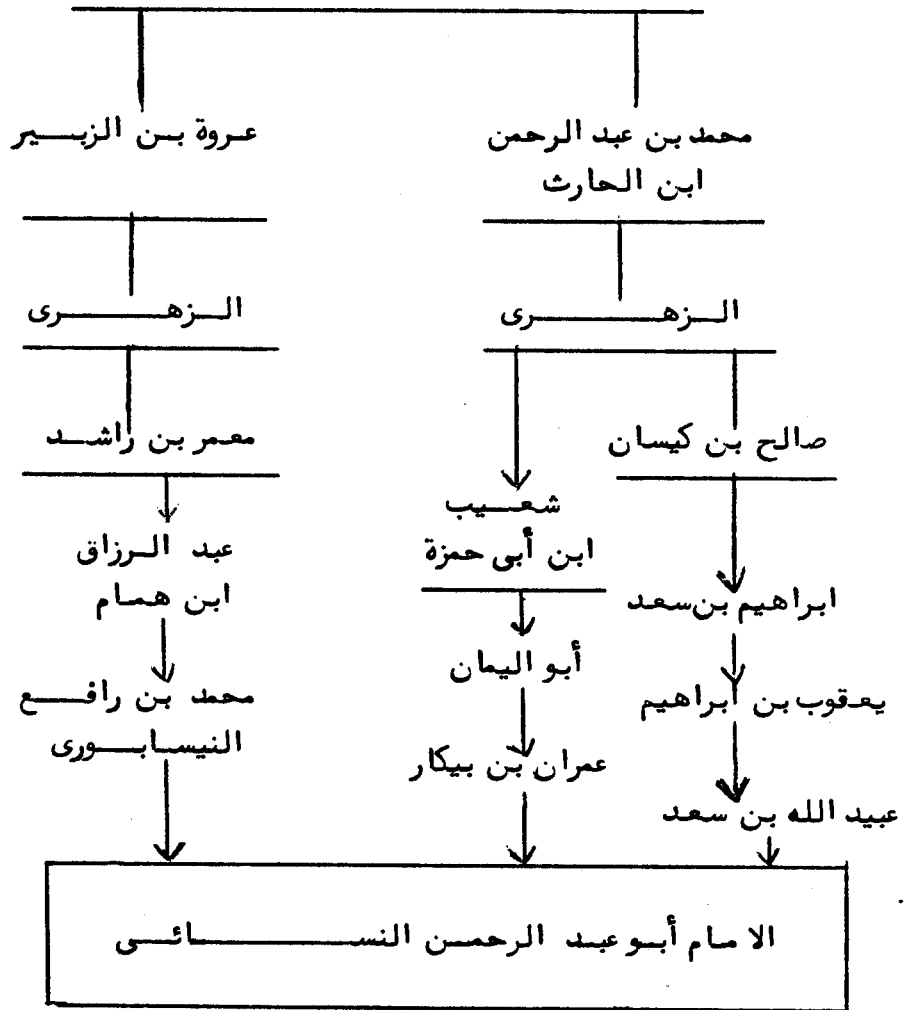 محمد بن عبد الرحمن
ابن الحارث
عروة بن الزبير
الزهرى
الزهرى
صالح بن كيسان
معمر بن راشد
شعيب
ابن أبى حمزة
عبد الرزاق
ابن همام
ابراهيم بن سعد
أبو اليمان
يعقوب بن ابراهيم
محمد بن رافع
النيسابورى
عمران بن بيكار
عبيد الله بن سعد
الامام أبو عبد الرحمن النسائى